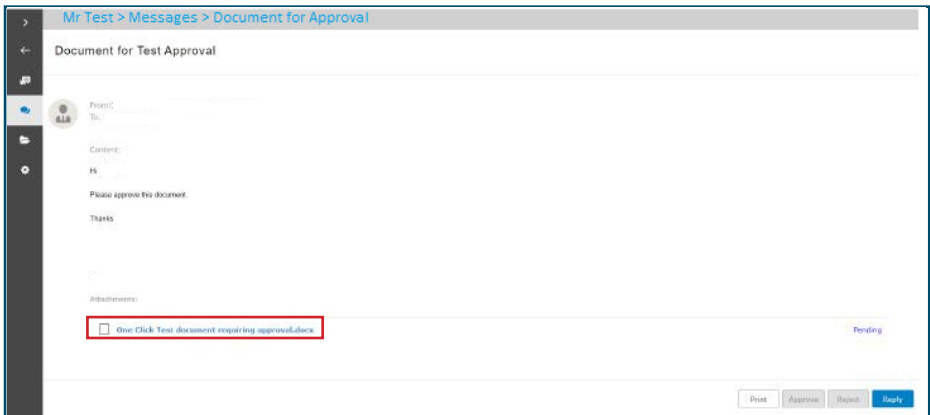 Mr Test > Messages > Document for Approval
Document for Test Approval
From:
To:
Content:
Hi
Please approve this document.
Thanks
Attachments:
One Click Test document requiring approval.docx
Pending
Print
Approve
Reject
Reply